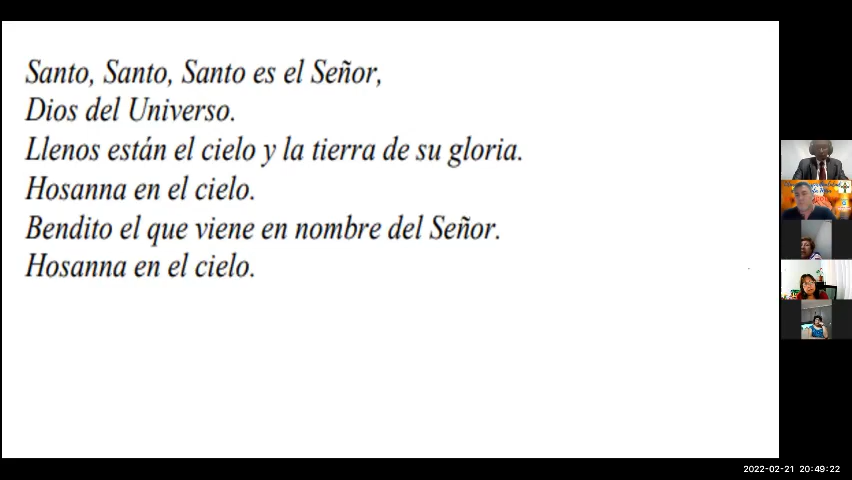 Santo, Santo, Santo es el Señor,
Dios del Universo.
Llenos están el cielo y la tierra de su gloria.
Hosanna en el cielo.
Bendito el que viene en nombre del Señor.
Hosanna en el cielo.
2022-02-21 20:49:22